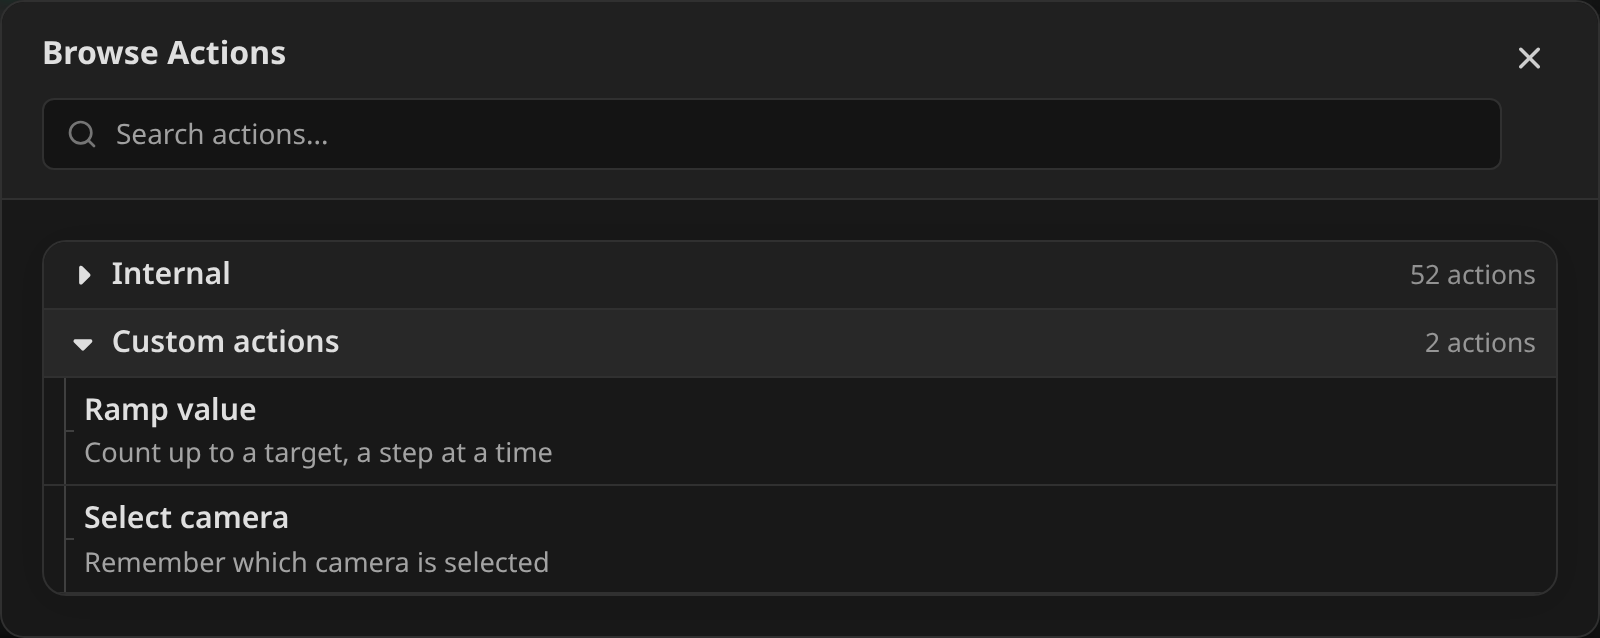 Browse Actions
Search actions...
Internal
52 actions
Custom actions
2 actions
Ramp value
Count up to a target, a step at a time
Select camera
Remember which camera is selected